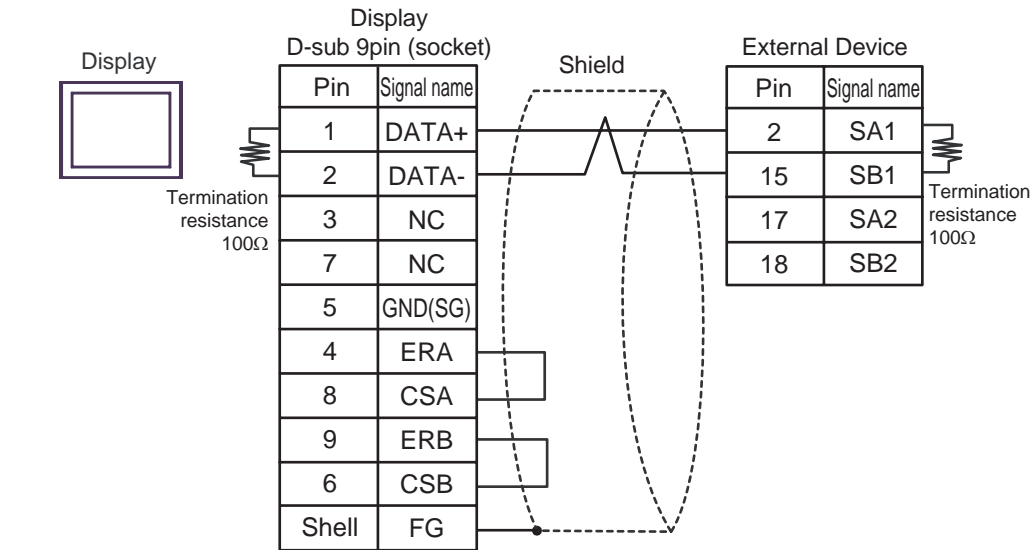 Display
Display
D-sub 9pin (socket)
Pin Signal name
1 DATA+
2 DATA-
3 NC
7 NC
5 GND(SG)
4 ERA
8 CSA
9 ERB
6 CSB
Shell FG
Termination
resistance
100Ω
Shield
External Device
Pin Signal name
2 SA1
15 SB1
17 SA2
18 SB2
Termination
resistance
100Ω